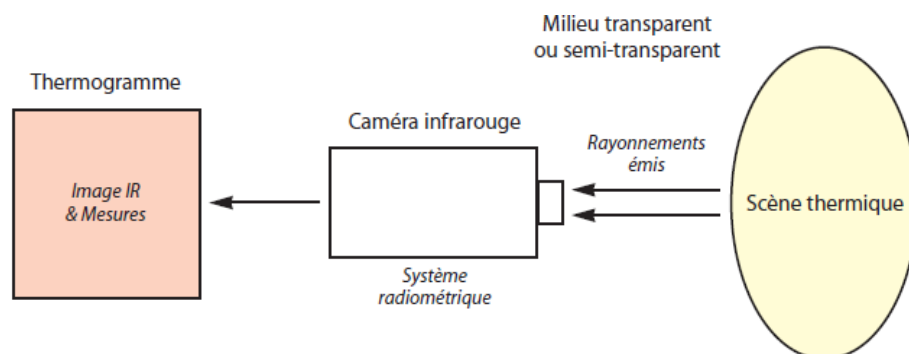 Thermogramme
Image IR
& Mesures
Caméra infrarouge
Système
radiométrique
Milieu transparent
ou semi-transparent
Rayonnements
émis
Scène thermique